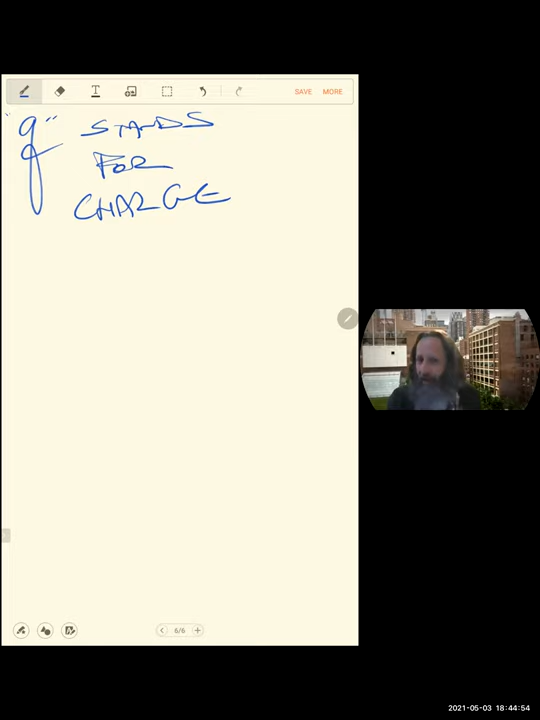 SAVE MORE
"q" STANDS
FOR
CHARGE
6/6
2021-05-03 18:44:54